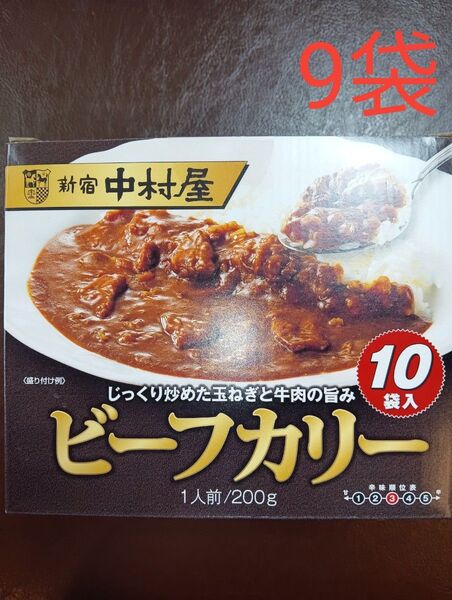 9袋
新宿 中村屋
10
袋入
〈盛り付け例〉
じっくり炒めた玉ねぎと牛肉の旨み
ビーフカリー
1人前/200g
辛味順位表
甘 1 2 3 4 5 辛